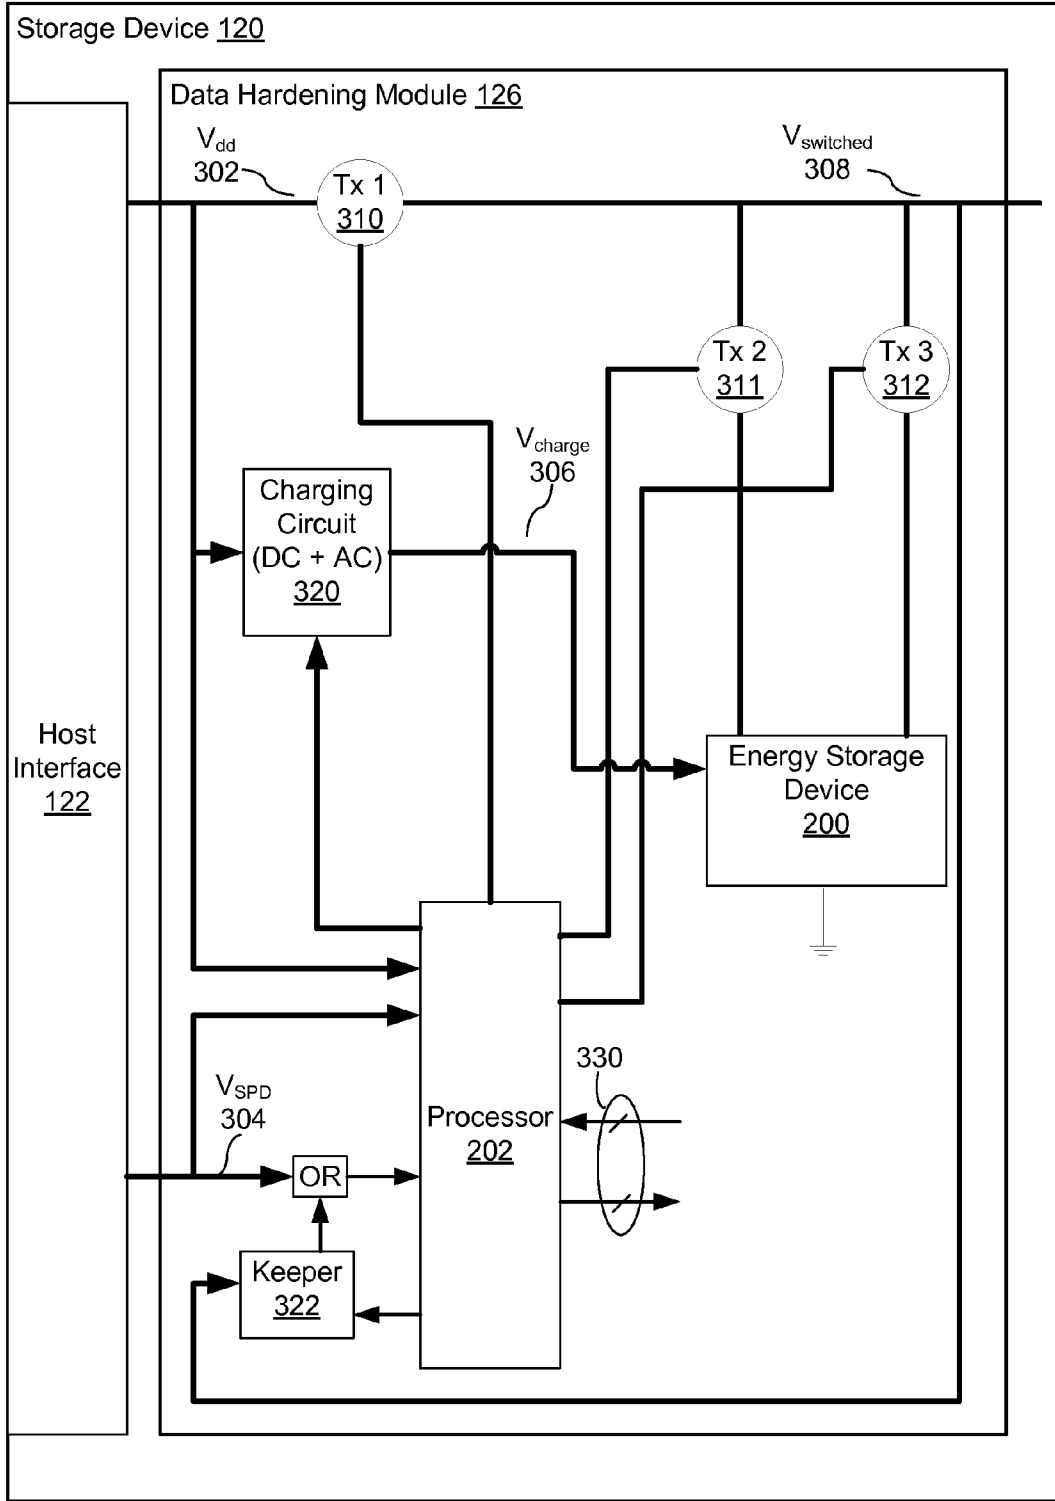 Storage Device 120
Data Hardening Module 126
Vdd
302
Tx 1
310
Vswitched
308
Tx 2
311
Tx 3
312
Vcharge
306
Charging
Circuit
(DC + AC)
320
Host
Interface
122
Energy Storage
Device
200
330
VSPD
304
Processor
202
OR
Keeper
322